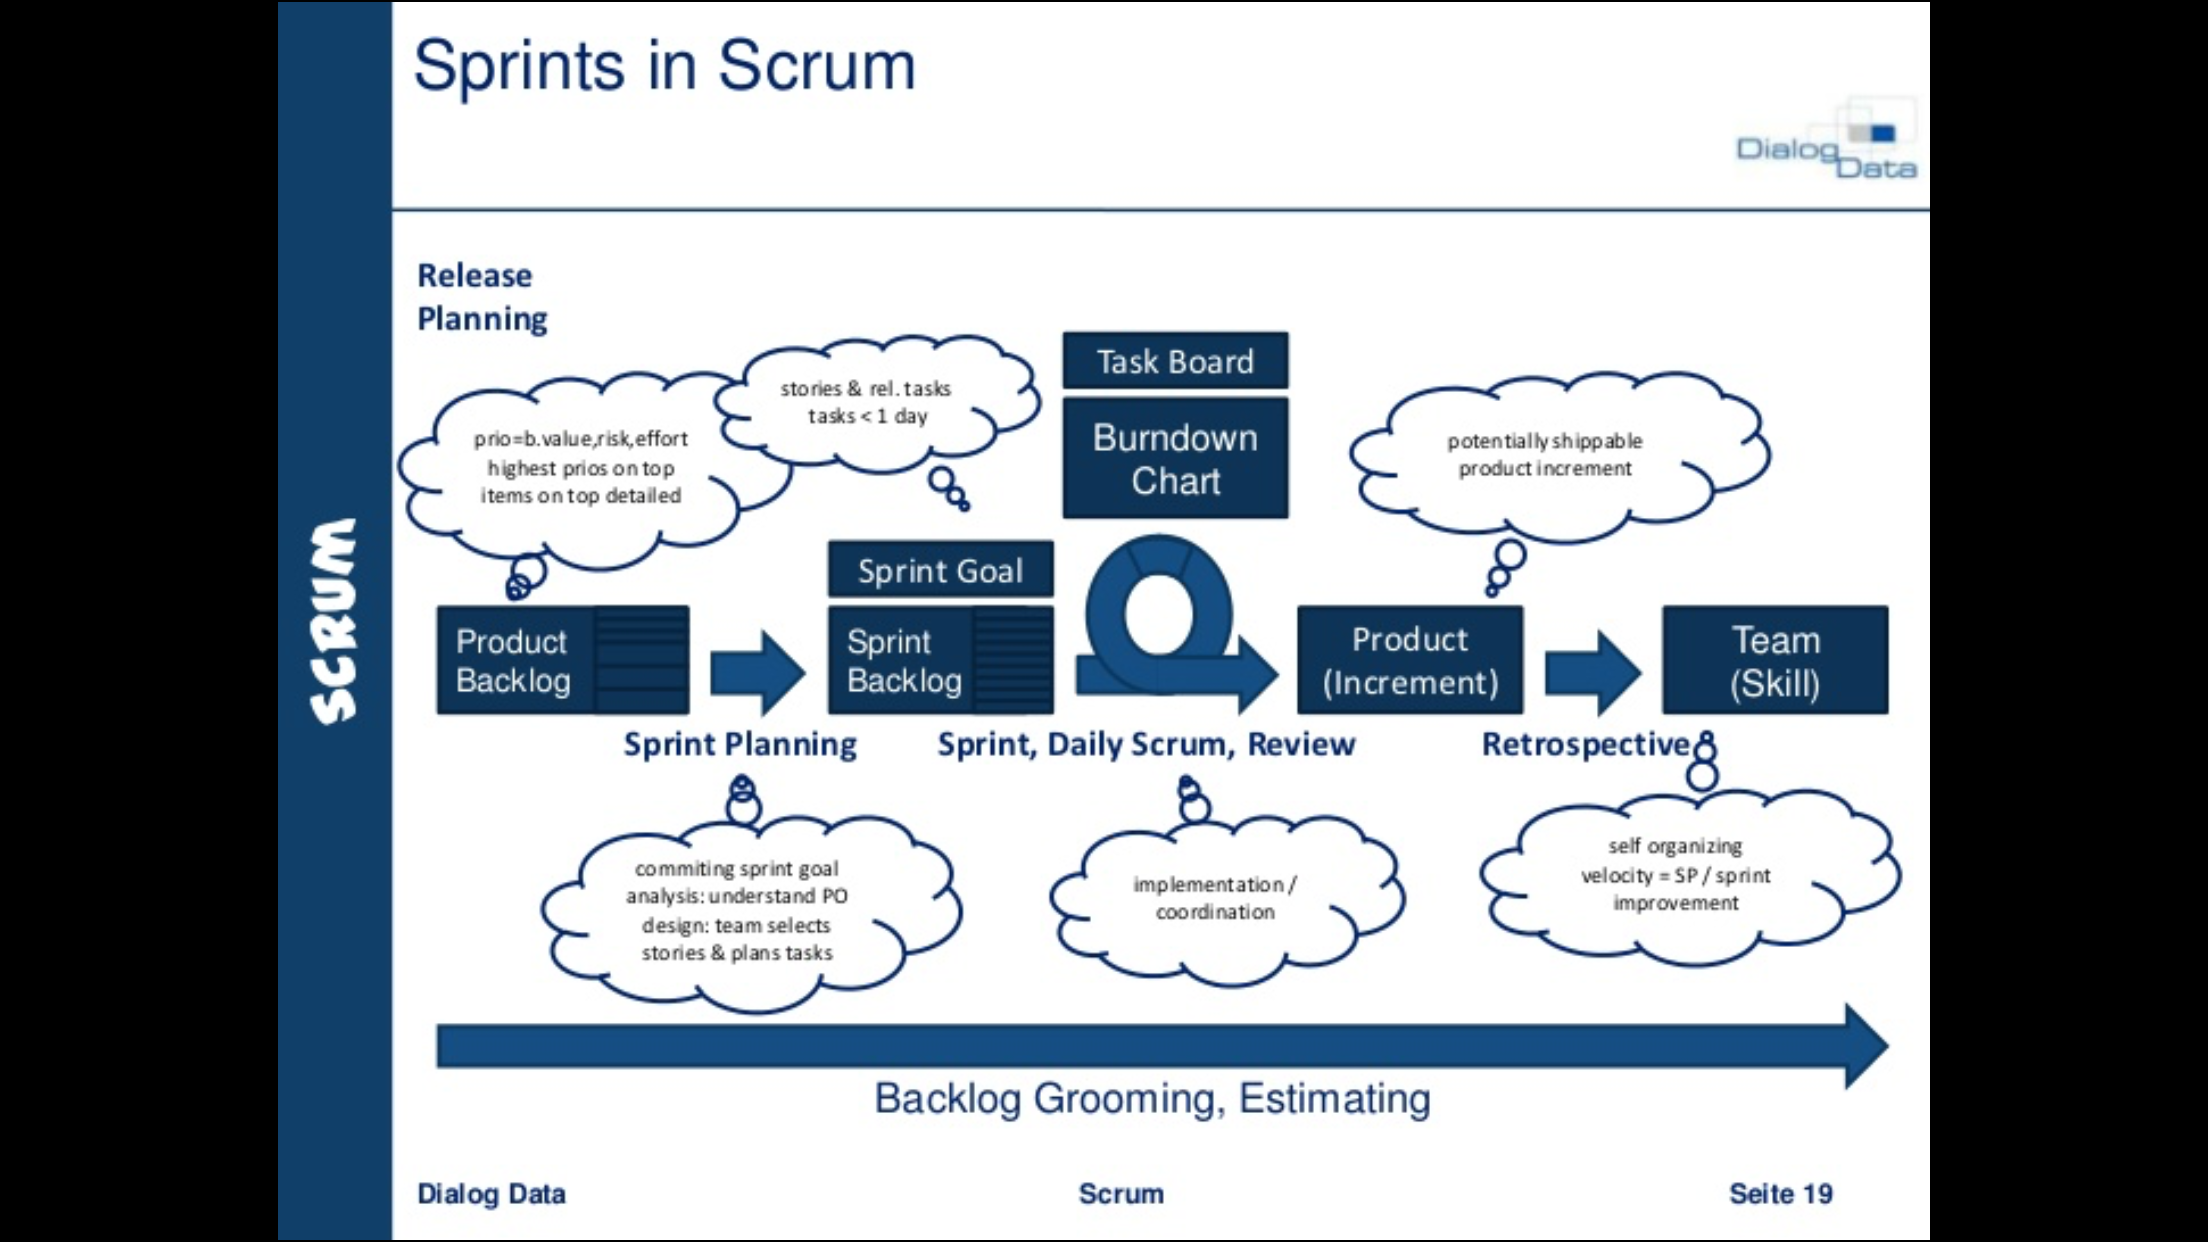 Sprints in Scrum
Dialog
Data
SCRUM
Release
Planning
prio=b.value,risk,effort
highest prios on top
items on top detailed
stories & rel. tasks
tasks < 1 day
Task Board
Burndown
Chart
potentially shippable
product increment
Sprint Goal
Product
Backlog
Sprint
Backlog
Product
(Increment)
Team
(Skill)
Sprint Planning
Sprint, Daily Scrum, Review
Retrospective
commiting sprint goal
analysis: understand PO
design: team selects
stories & plans tasks
implementation /
coordination
self organizing
velocity = SP / sprint
improvement
Backlog Grooming, Estimating
Dialog Data
Scrum
Seite 19